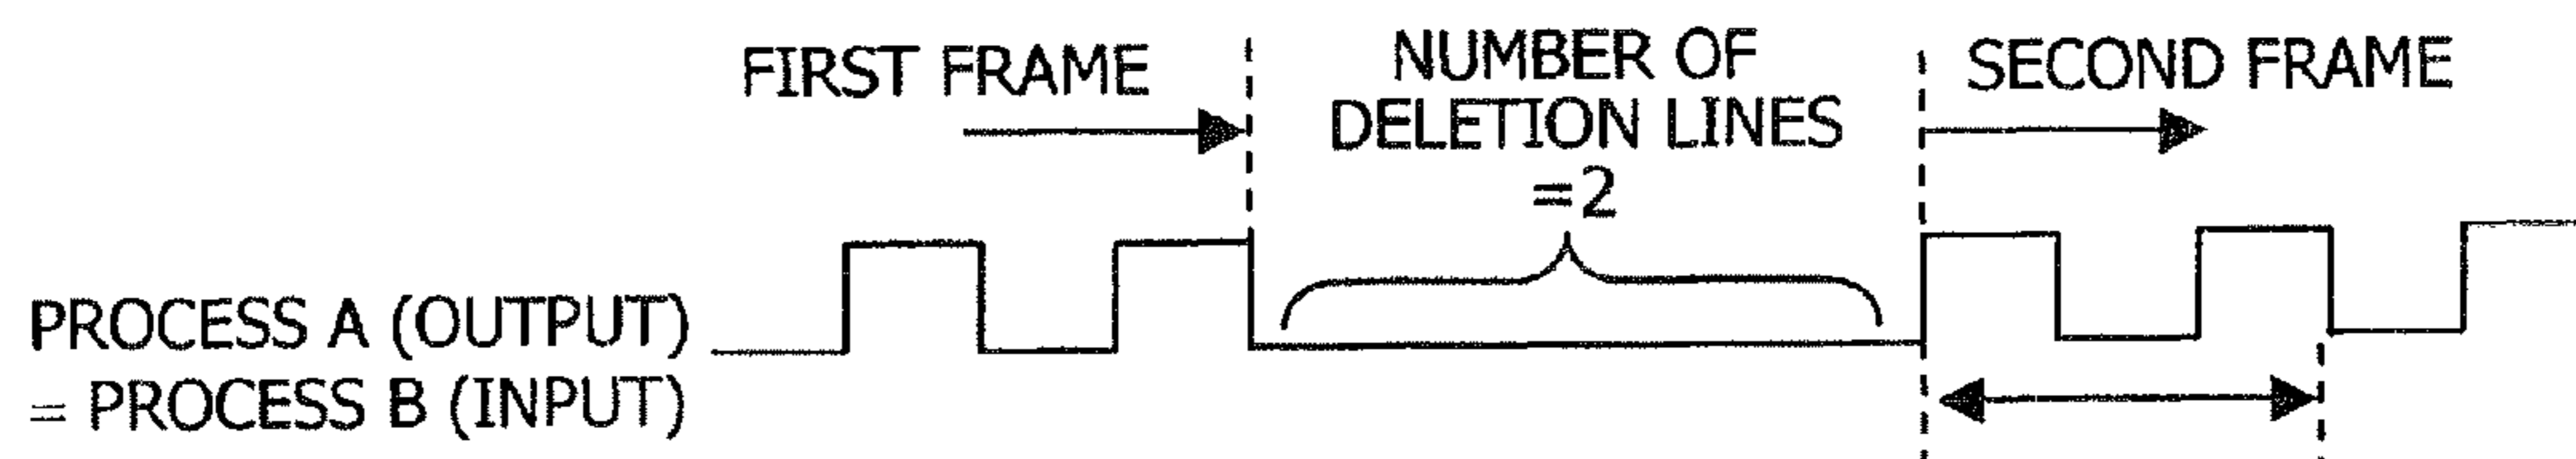 FIRST FRAME
NUMBER OF
DELETION LINES
=2
SECOND FRAME
PROCESS A (OUTPUT)
= PROCESS B (INPUT)